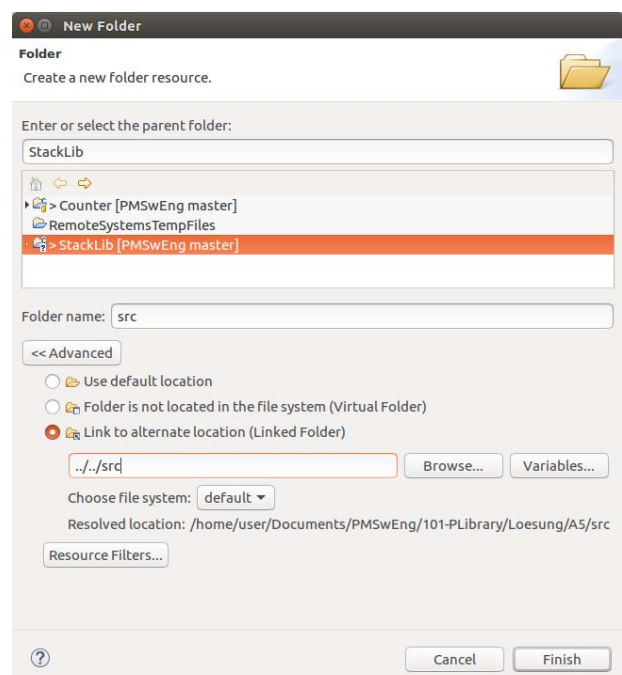 New Folder
Folder
Create a new folder resource.
Enter or select the parent folder:
StackLib
> Counter [PMSwEng master]
RemoteSystemsTempFiles
> StackLib [PMSwEng master]
Folder name: src
<< Advanced
Use default location
Folder is not located in the file system (Virtual Folder)
Link to alternate location (Linked Folder)
../../src Browse... Variables...
Choose file system: default
Resolved location: /home/user/Documents/PMSwEng/101-PLibrary/Loesung/A5/src
Resource Filters...
? Cancel Finish